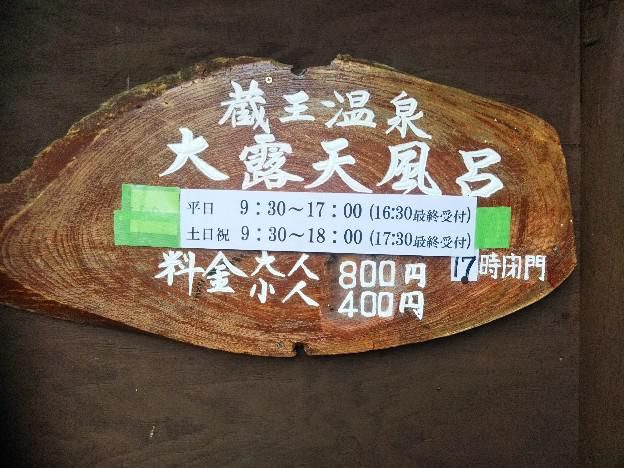 蔵王温泉
大露天風呂
平日 9:30〜17:00 (16:30最終受付)
土日祝 9:30〜18:00 (17:30最終受付)
料金大人 800円 17時閉門
小人 400円